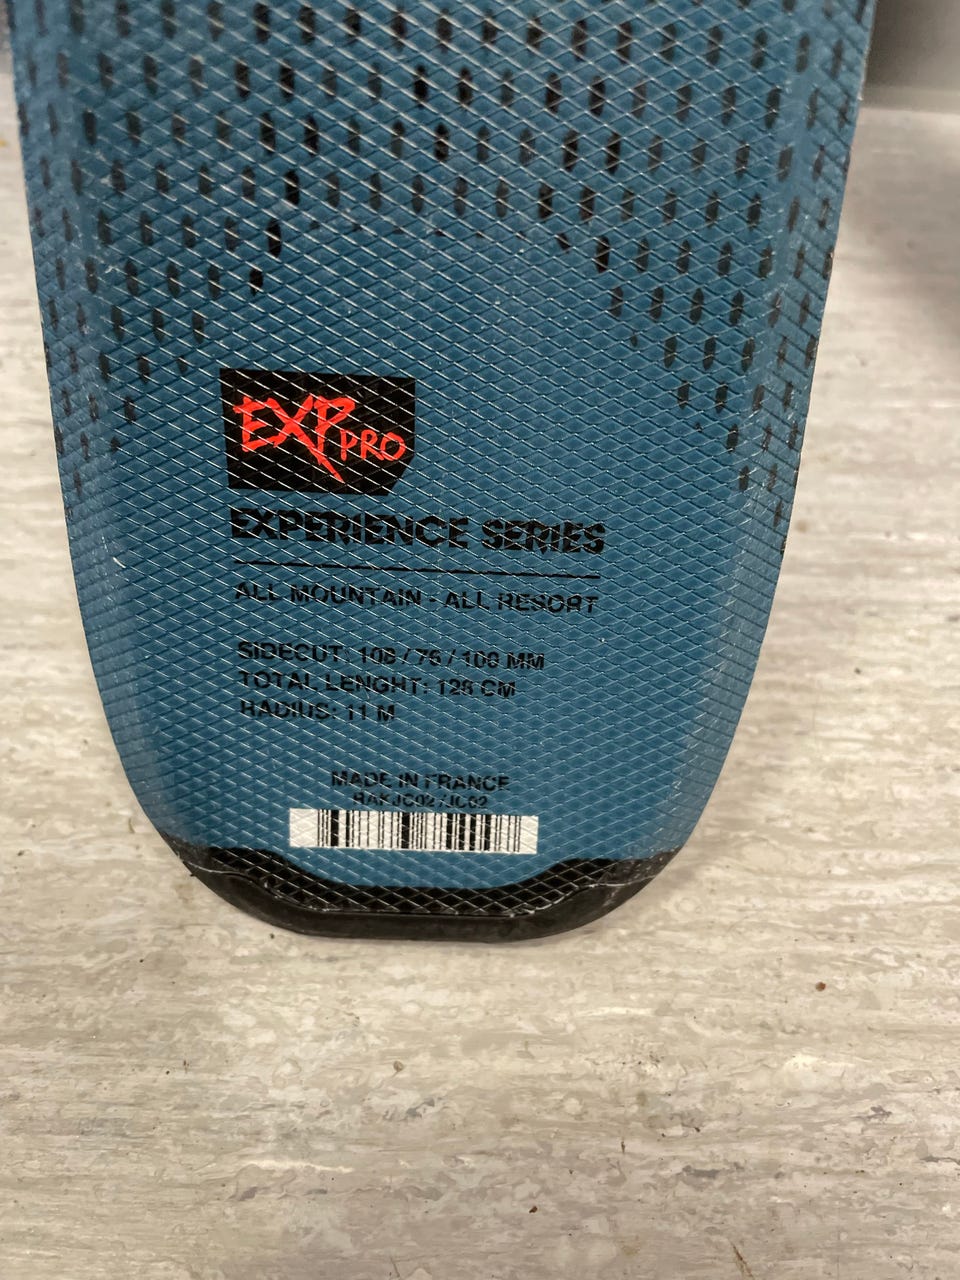 EXP PRO
EXPERIENCE SERIES
ALL MOUNTAIN - ALL RESORT
SIDECUT: 108 / 76 / 100 MM
TOTAL LENGHT: 128 CM
RADIUS: 11 M
MADE IN FRANCE